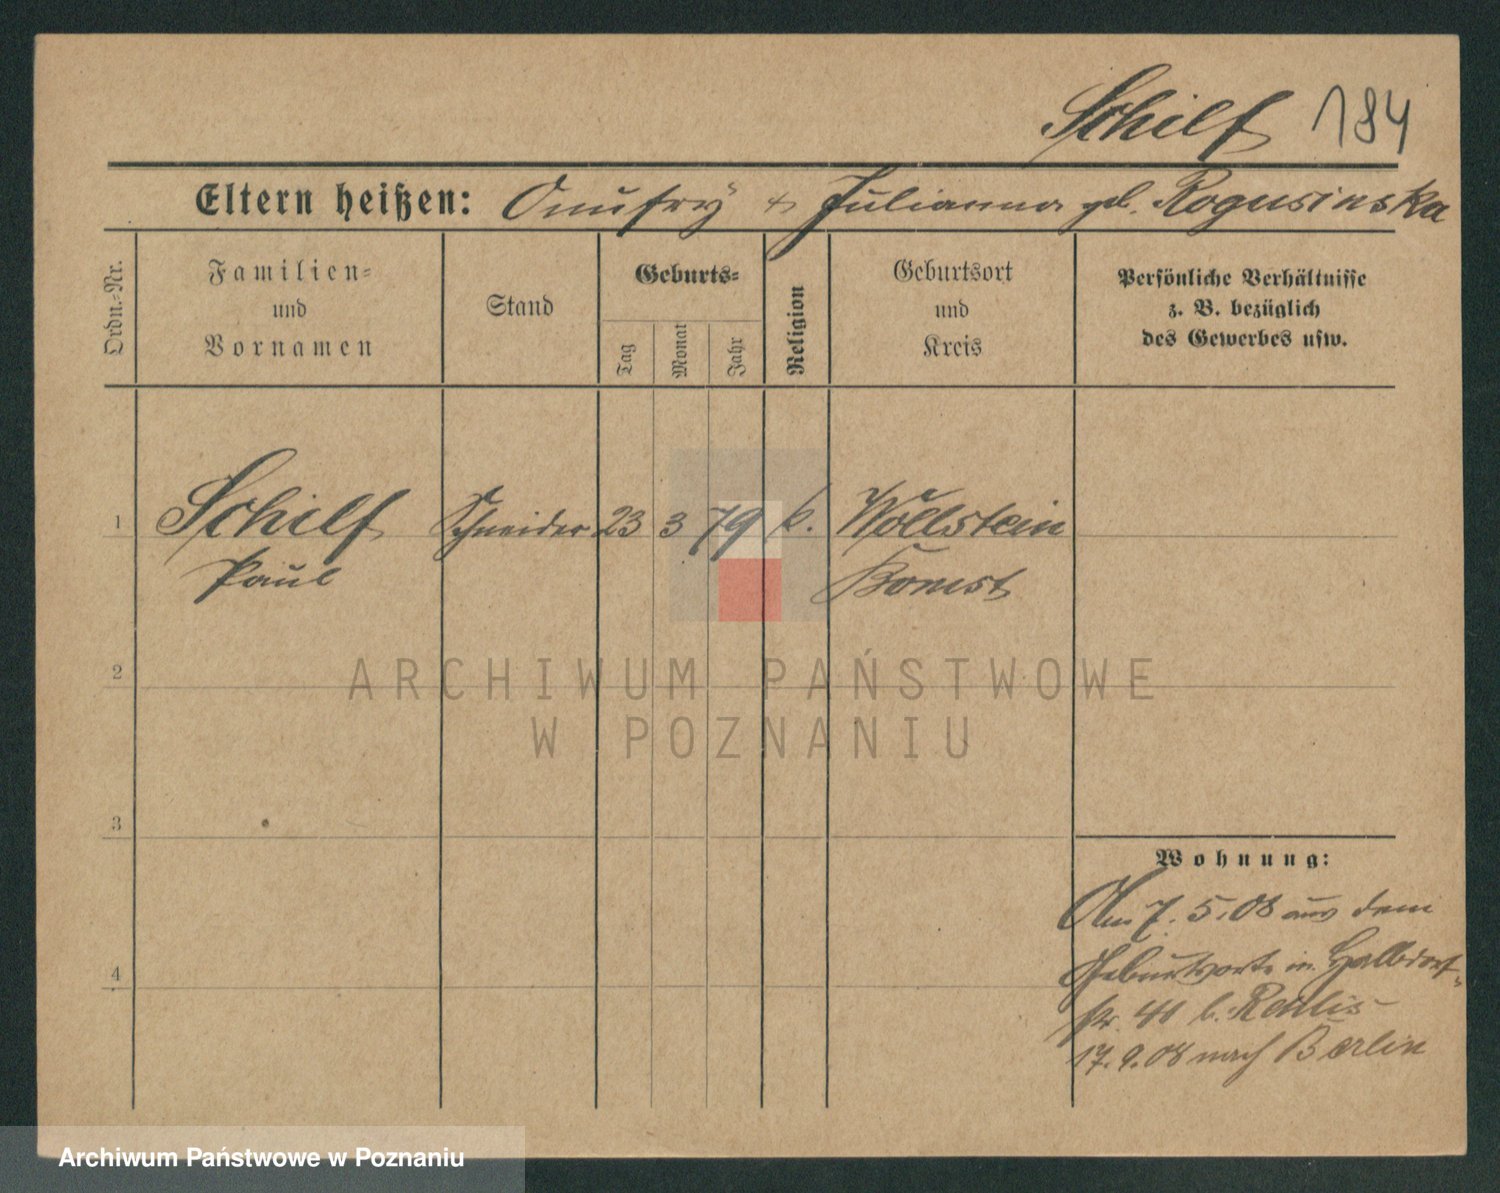 Schilf 184
Eltern heißen: Onufry & Julianna geb. Rogusinska
Ordn.-Nr.
Familien-
und
Vornamen
Stand
Geburts-
Tag
Monat
Jahr
Religion
Geburtsort
und
Kreis
Persönliche Verhältnisse
z. B. bezüglich
des Gewerbes usw.
1 Schilf Schneider 23 3 79 k. Wollstein
Paul Bomst
2
ARCHIWUM PAŃSTWOWE
W POZNANIU
3
Wohnung:
Am 7. 5. 08 aus dem
Geburtsorte in Halbdorf-
str. 41 b.
17. 9. 08 nach Berlin
4
Archiwum Państwowe w Poznaniu